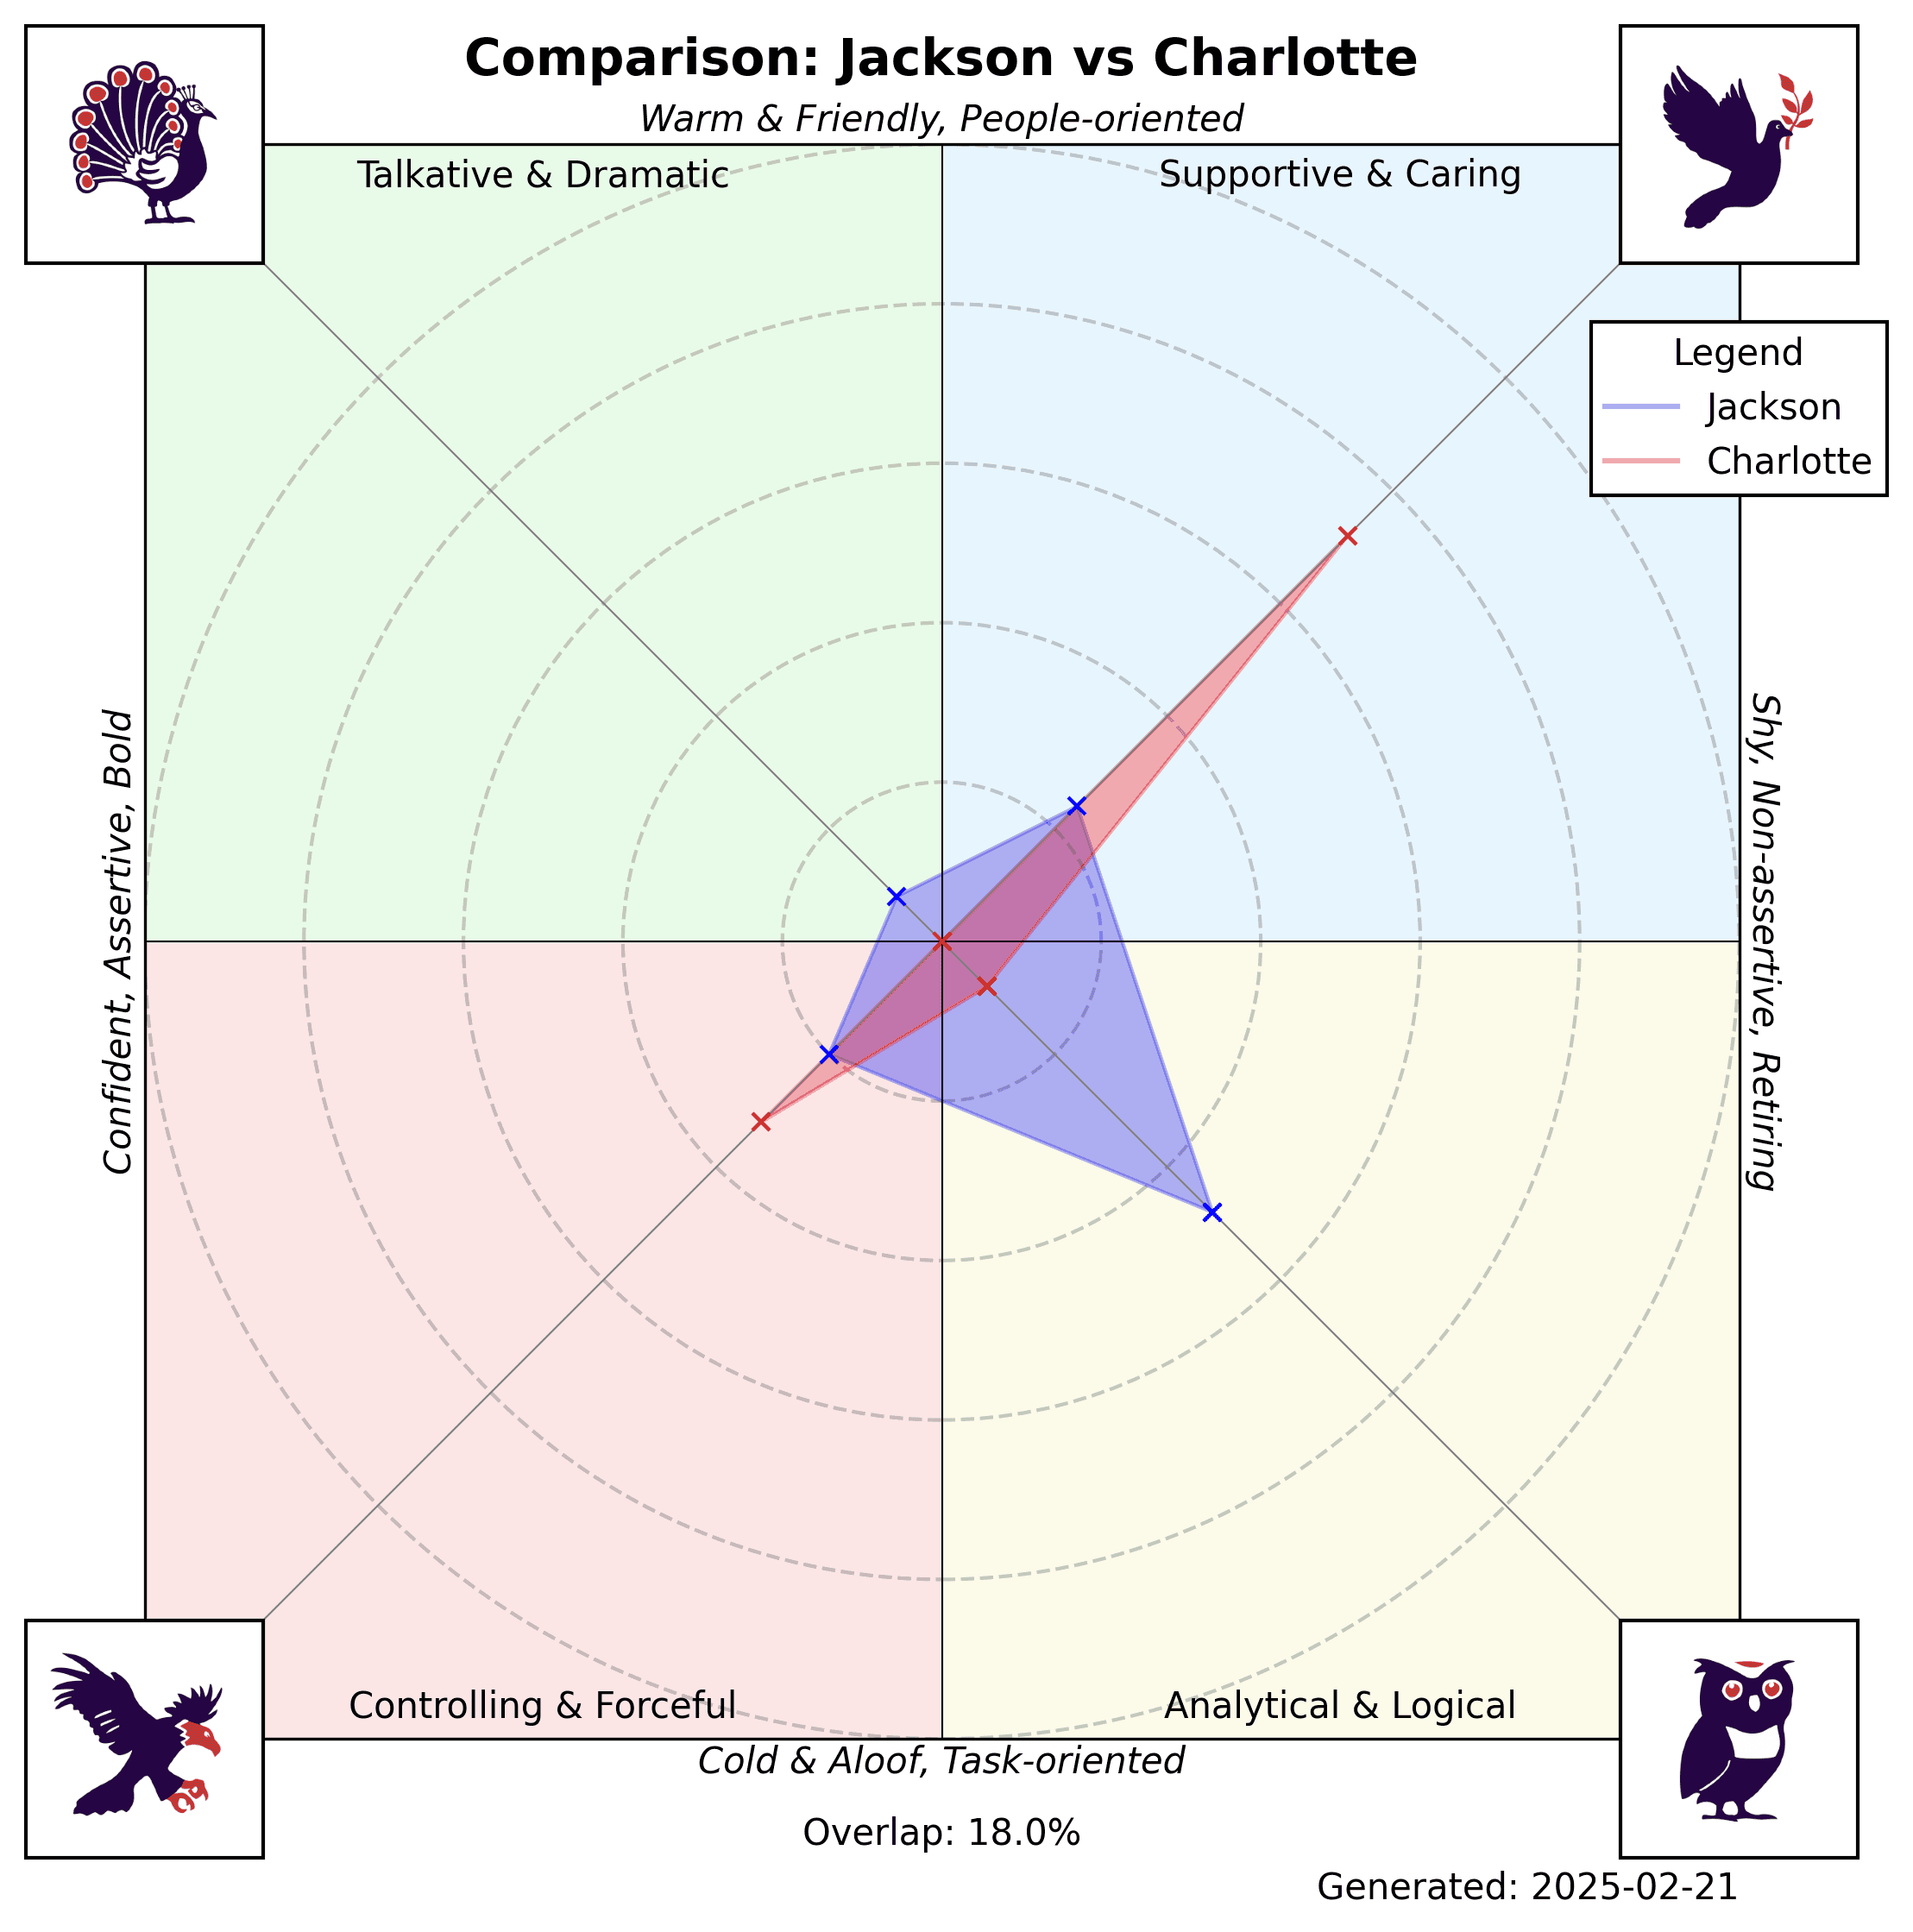 Comparison: Jackson vs Charlotte
Warm & Friendly, People-oriented
Talkative & Dramatic
Supportive & Caring
Legend
Jackson
Charlotte
Confident, Assertive, Bold
Shy, Non-assertive, Retiring
Controlling & Forceful
Analytical & Logical
Cold & Aloof, Task-oriented
Overlap: 18.0%
Generated: 2025-02-21